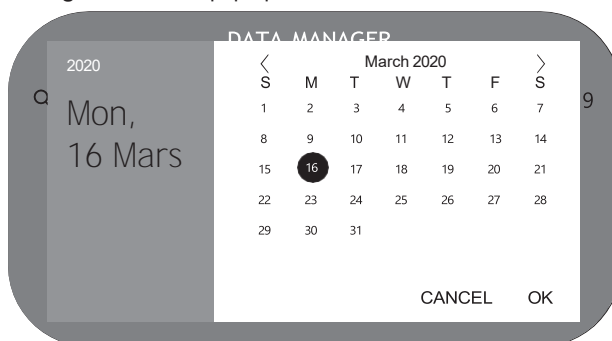 DATA MANAGER
2020
Mon,
16 Mars
March 2020
S M T W T F S
1 2 3 4 5 6 7
8 9 10 11 12 13 14
15 16 17 18 19 20 21
22 23 24 25 26 27 28
29 30 31
CANCEL OK
9